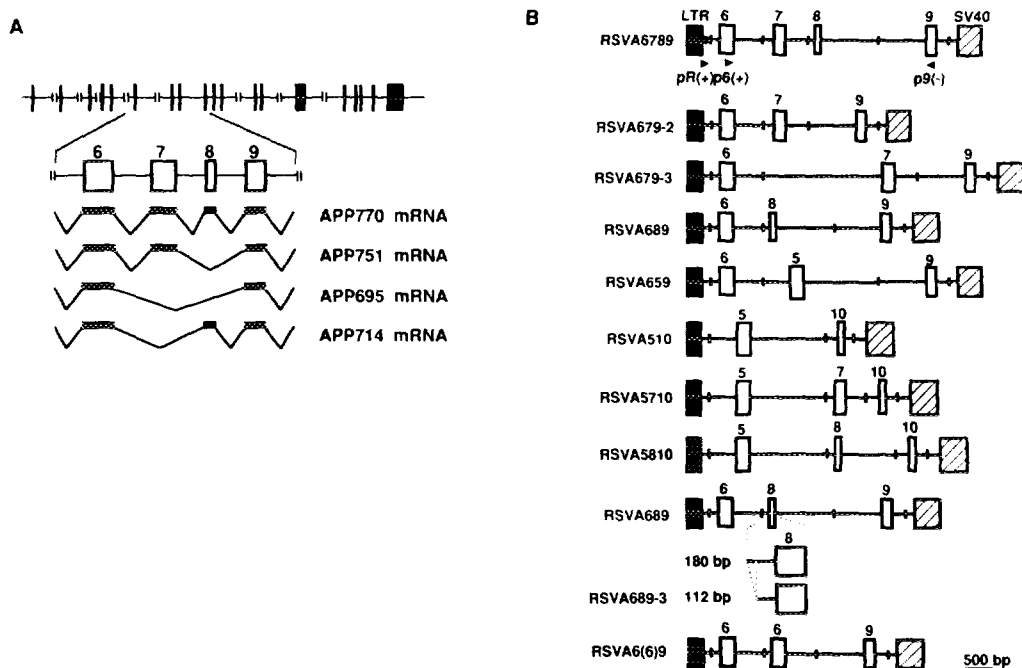 A
6 7 8 9
APP770 mRNA
APP751 mRNA
APP695 mRNA
APP714 mRNA
B
LTR 6 7 8 9 SV40
RSVA6789
pR(+) p6(+) p9(-)
6 7 9
RSVA679-2
6 7 9
RSVA679-3
6 8 9
RSVA689
6 5 9
RSVA659
5 10
RSVA510
5 7 10
RSVA5710
5 8 10
RSVA5810
6 8 9
RSVA689
8
180 bp
RSVA689-3 112 bp
6 6 9
RSVA6(6)9
500 bp